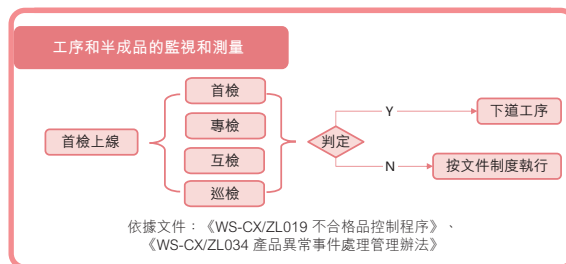 工序和半成品的監視和測量
首檢上線
首檢
專檢
互檢
巡檢
判定
Y
下道工序
N
按文件制度執行
依據文件：《WS-CX/ZL019 不合格品控制程序》、
《WS-CX/ZL034 產品異常事件處理管理辦法》